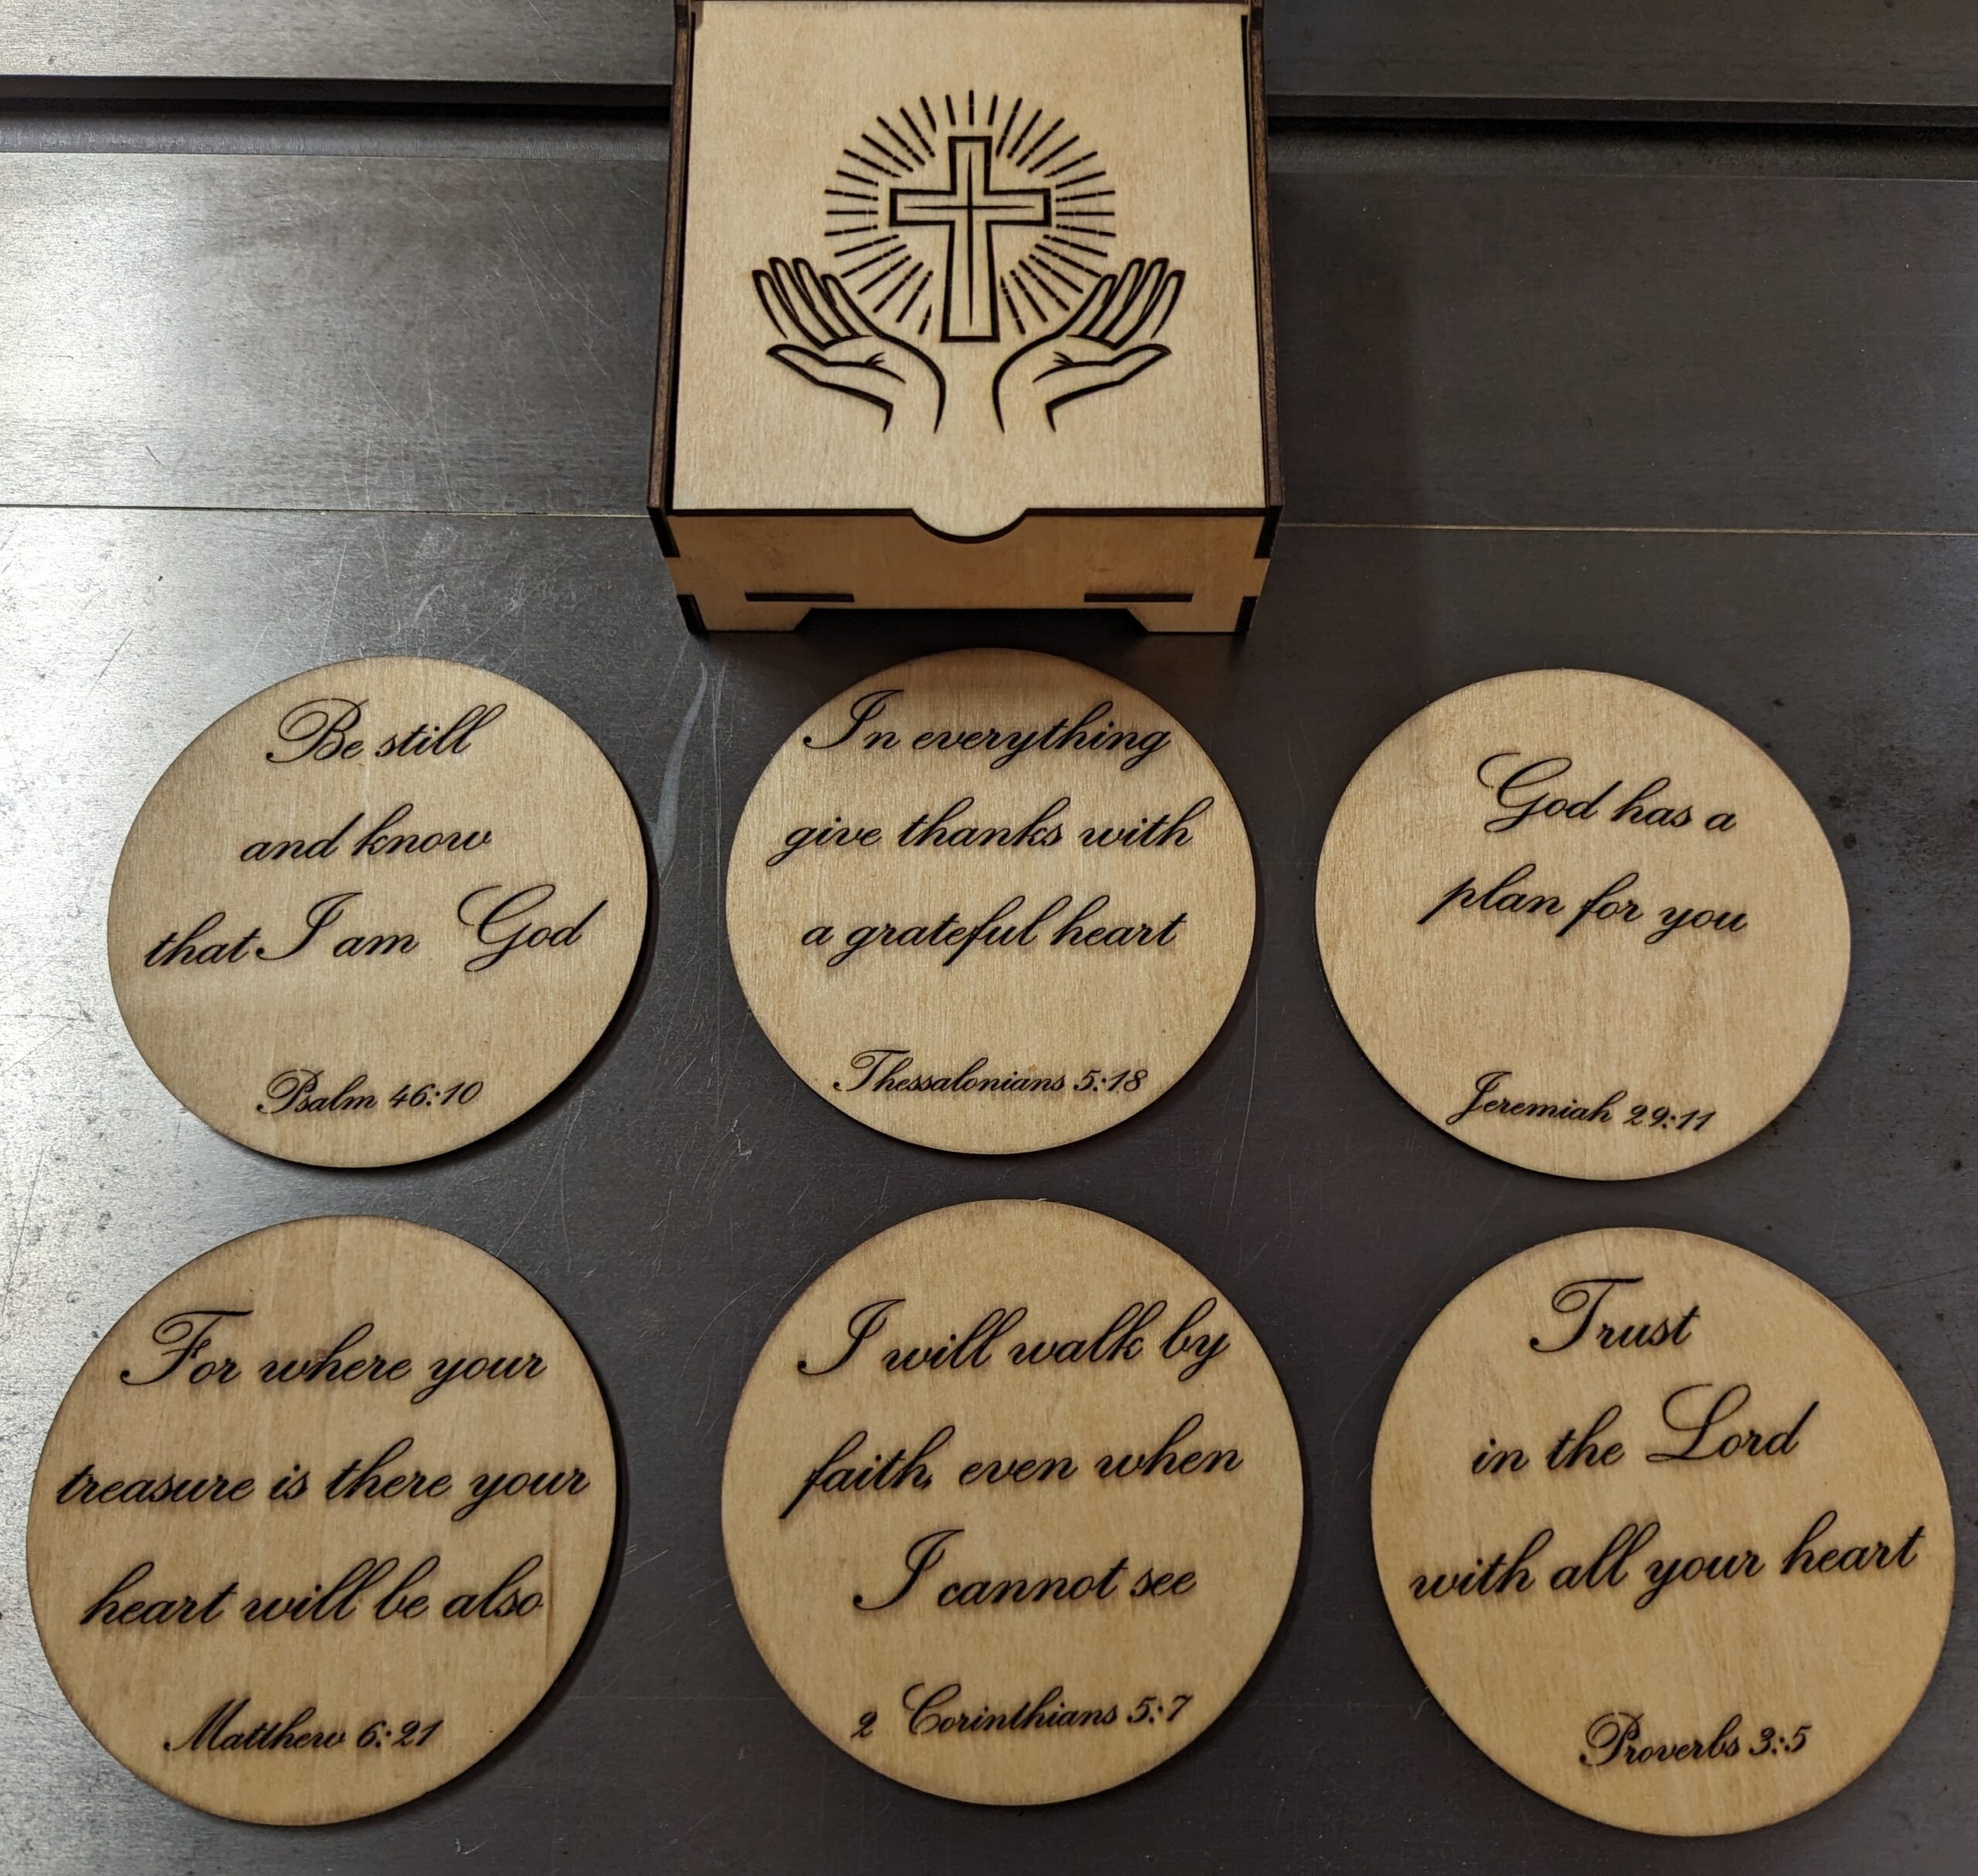 Be still
and know
that I am God
Psalm 46:10
In everything
give thanks with
a grateful heart
Thessalonians 5:18
God has a
plan for you
Jeremiah 29:11
For where your
treasure is there your
heart will be also
Matthew 6:21
I will walk by
faith, even when
I cannot see
2 Corinthians 5:7
Trust
in the Lord
with all your heart
Proverbs 3:5